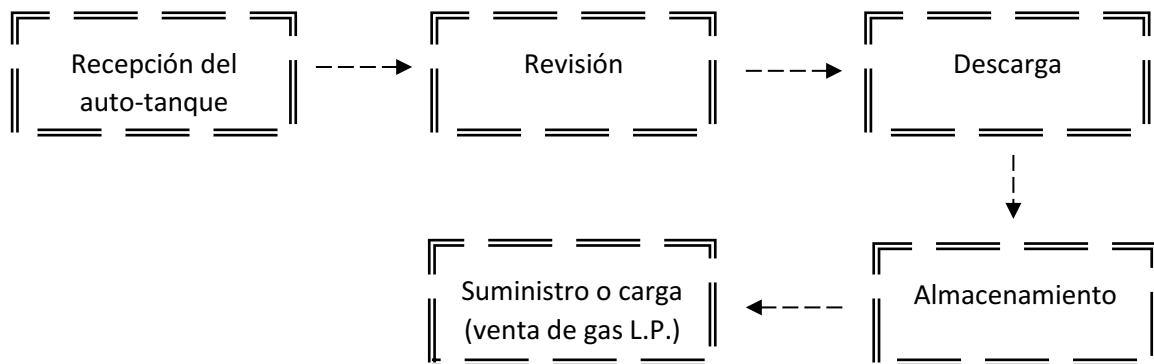 Recepción del
auto-tanque
Revisión
Descarga
Suministro o carga
(venta de gas L.P.)
Almacenamiento